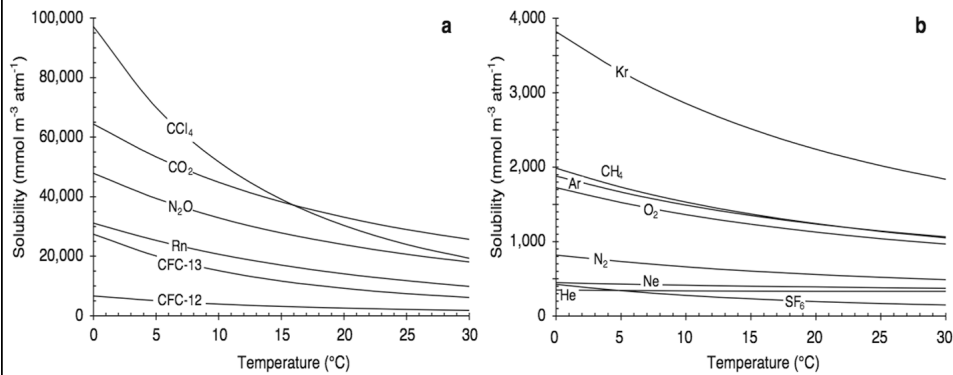 a
Solubility (mmol m⁻³ atm⁻¹)
100,000
80,000
60,000
40,000
20,000
0
CCl₄
CO₂
N₂O
Rn
CFC-13
CFC-12
0 5 10 15 20 25 30
Temperature (°C)
b
Solubility (mmol m⁻³ atm⁻¹)
4,000
3,000
2,000
1,000
0
Kr
CH₄
Ar
O₂
N₂
Ne
He
SF₆
0 5 10 15 20 25 30
Temperature (°C)